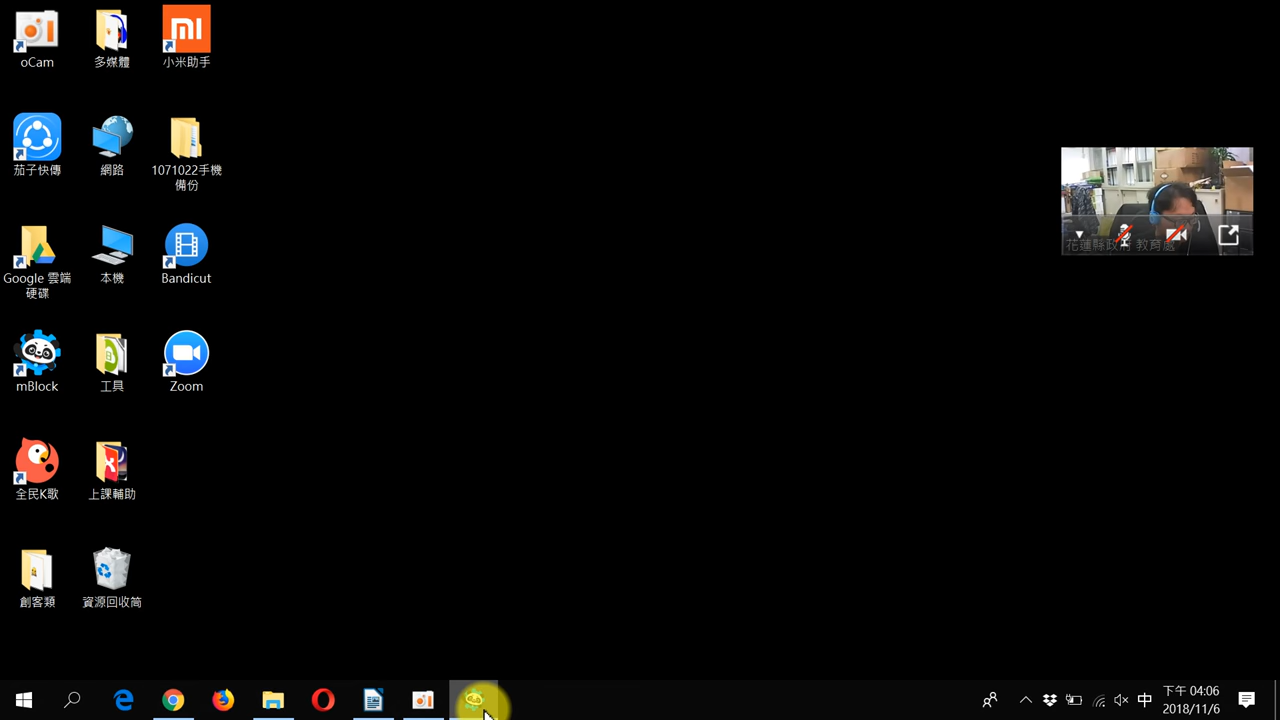 oCam
多媒體
小米助手
茄子快傳
網路
1071022手機
備份
Google 雲端
硬碟
本機
Bandicut
mBlock
工具
Zoom
全民K歌
上課輔助
創客類
資源回收筒
花蓮縣政府 教育處
中
下午 04:06
2018/11/6